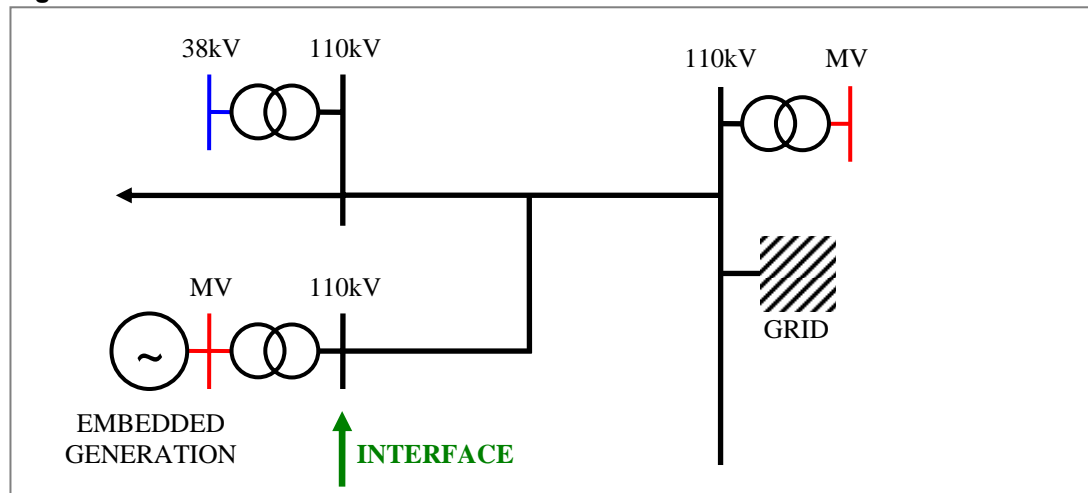 38kV
110kV
110kV
MV
MV
110kV
GRID
~
EMBEDDED
GENERATION
INTERFACE